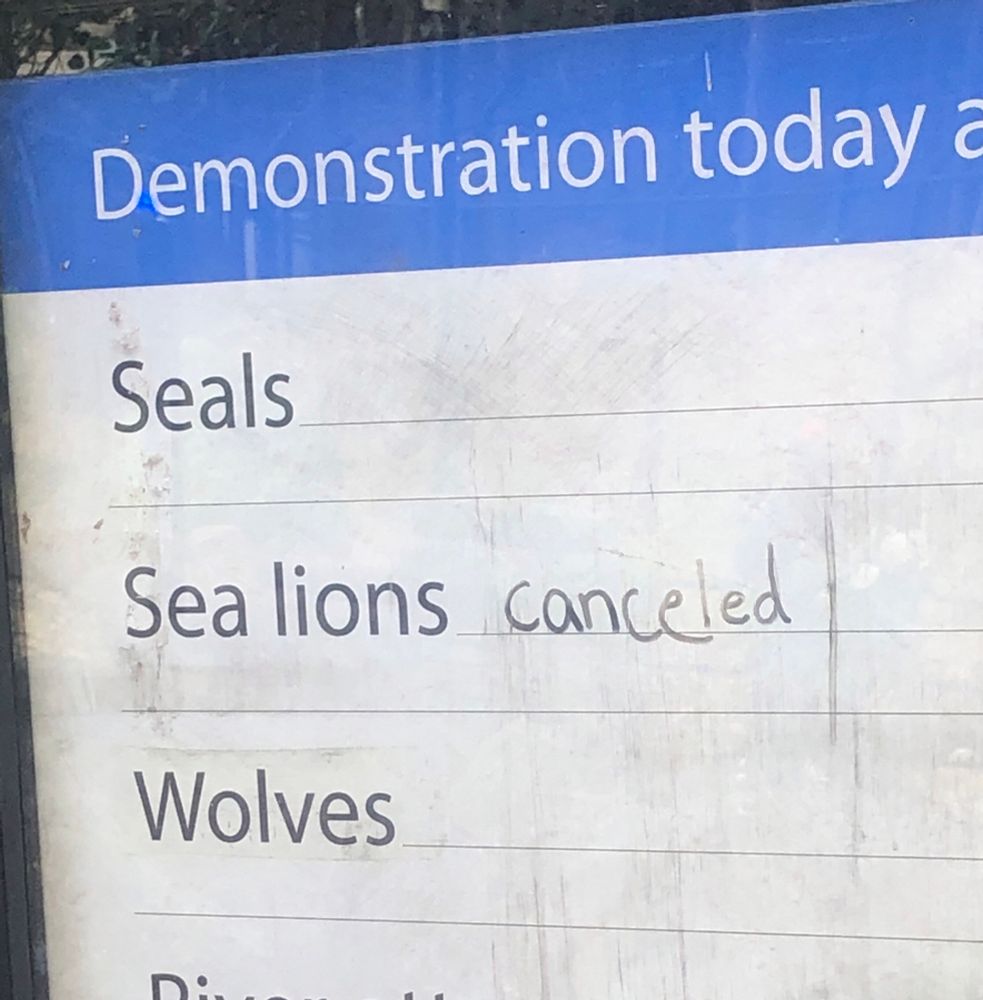 Demonstration today
Seals
Sea lions canceled
Wolves